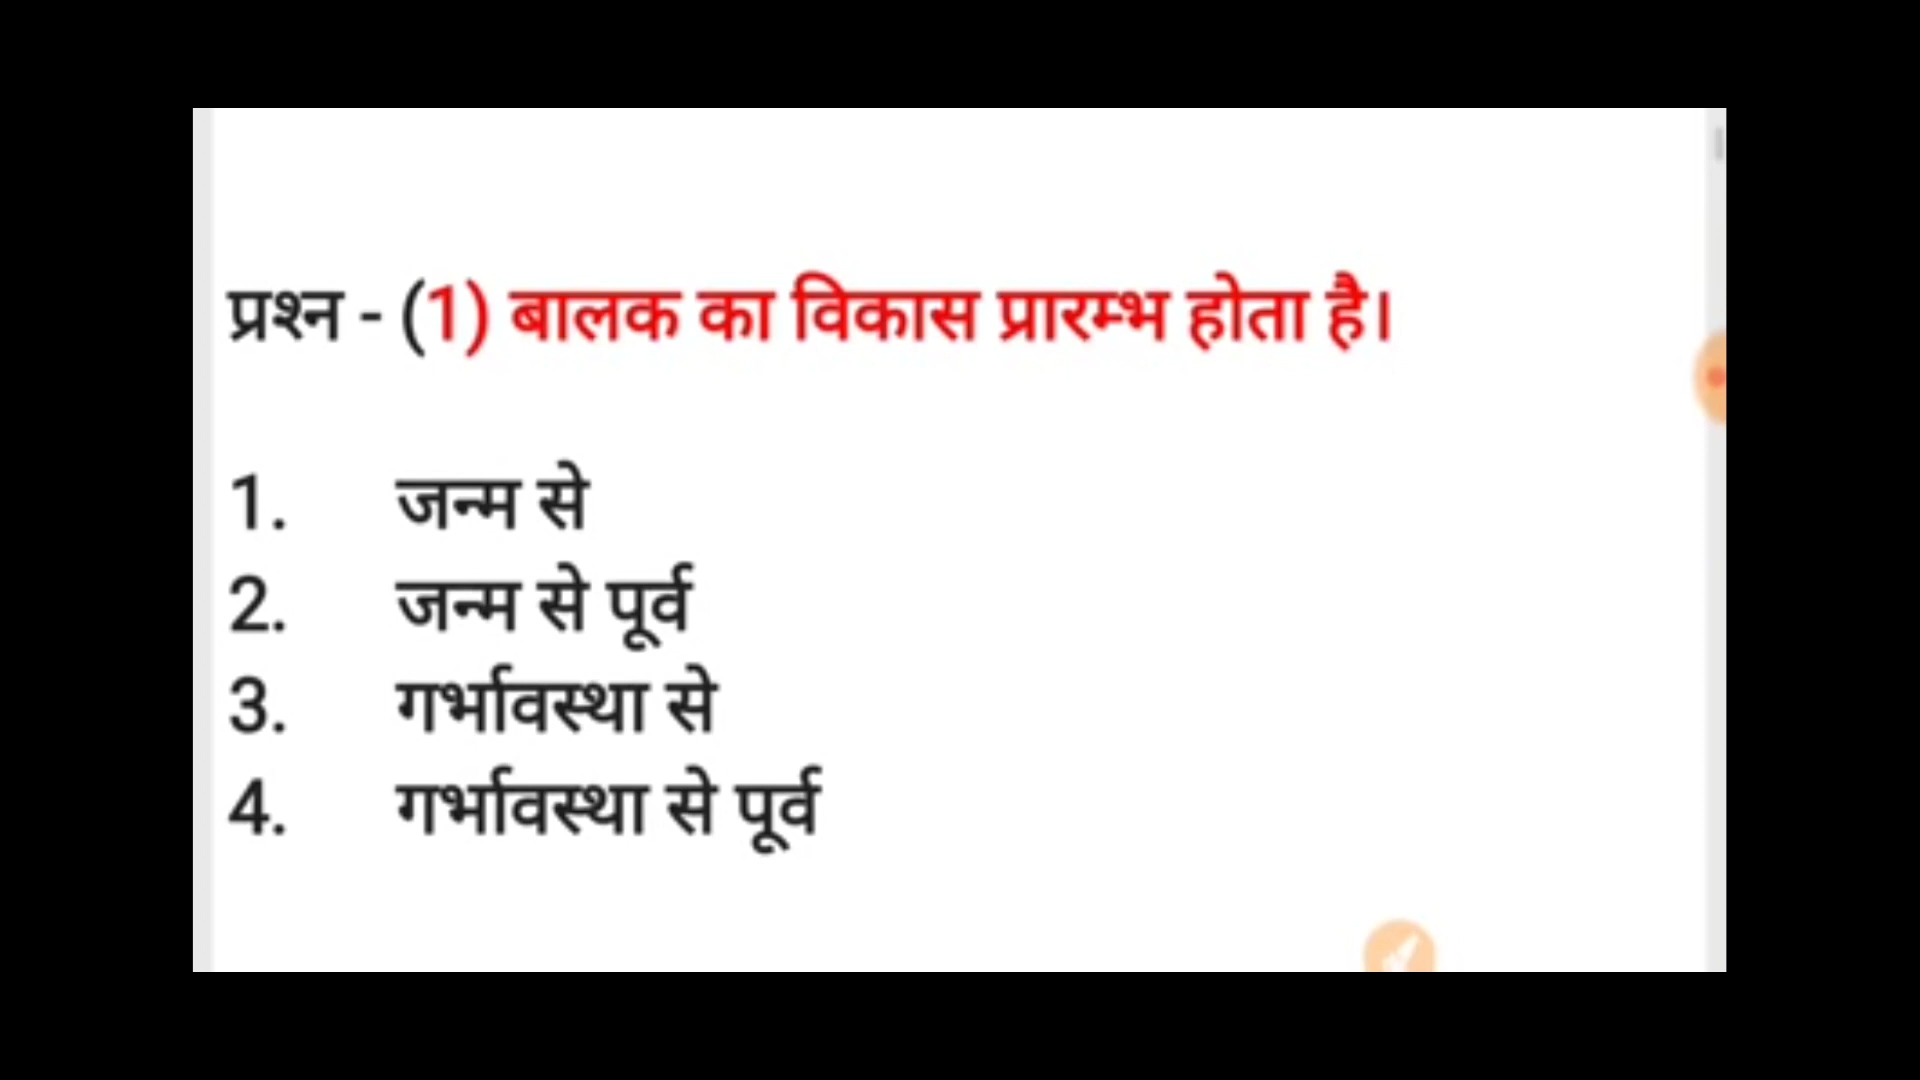 प्रश्न - (1) बालक का विकास प्रारम्भ होता है।
1. जन्म से
2. जन्म से पूर्व
3. गर्भावस्था से
4. गर्भावस्था से पूर्व